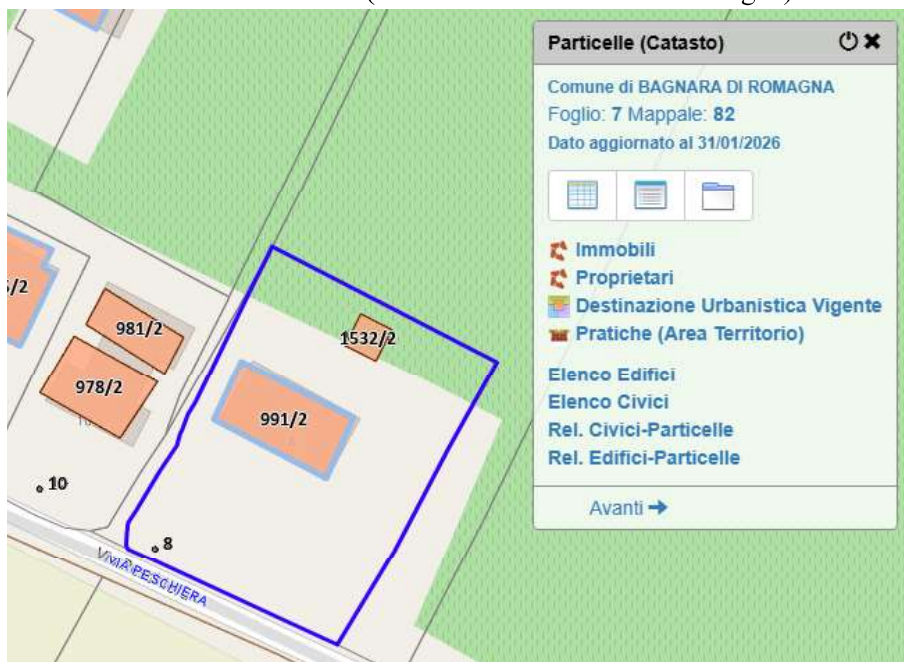 Particelle (Catasto)
Comune di BAGNARA DI ROMAGNA
Foglio: 7 Mappale: 82
Dato aggiornato al 31/01/2026
Immobili
Proprietari
Destinazione Urbanistica Vigente
Pratiche (Area Territorio)
Elenco Edifici
Elenco Civici
Rel. Civici-Particelle
Rel. Edifici-Particelle
Avanti
/2
981/2
978/2
1532/2
991/2
10
8
VIA PESCHIERA